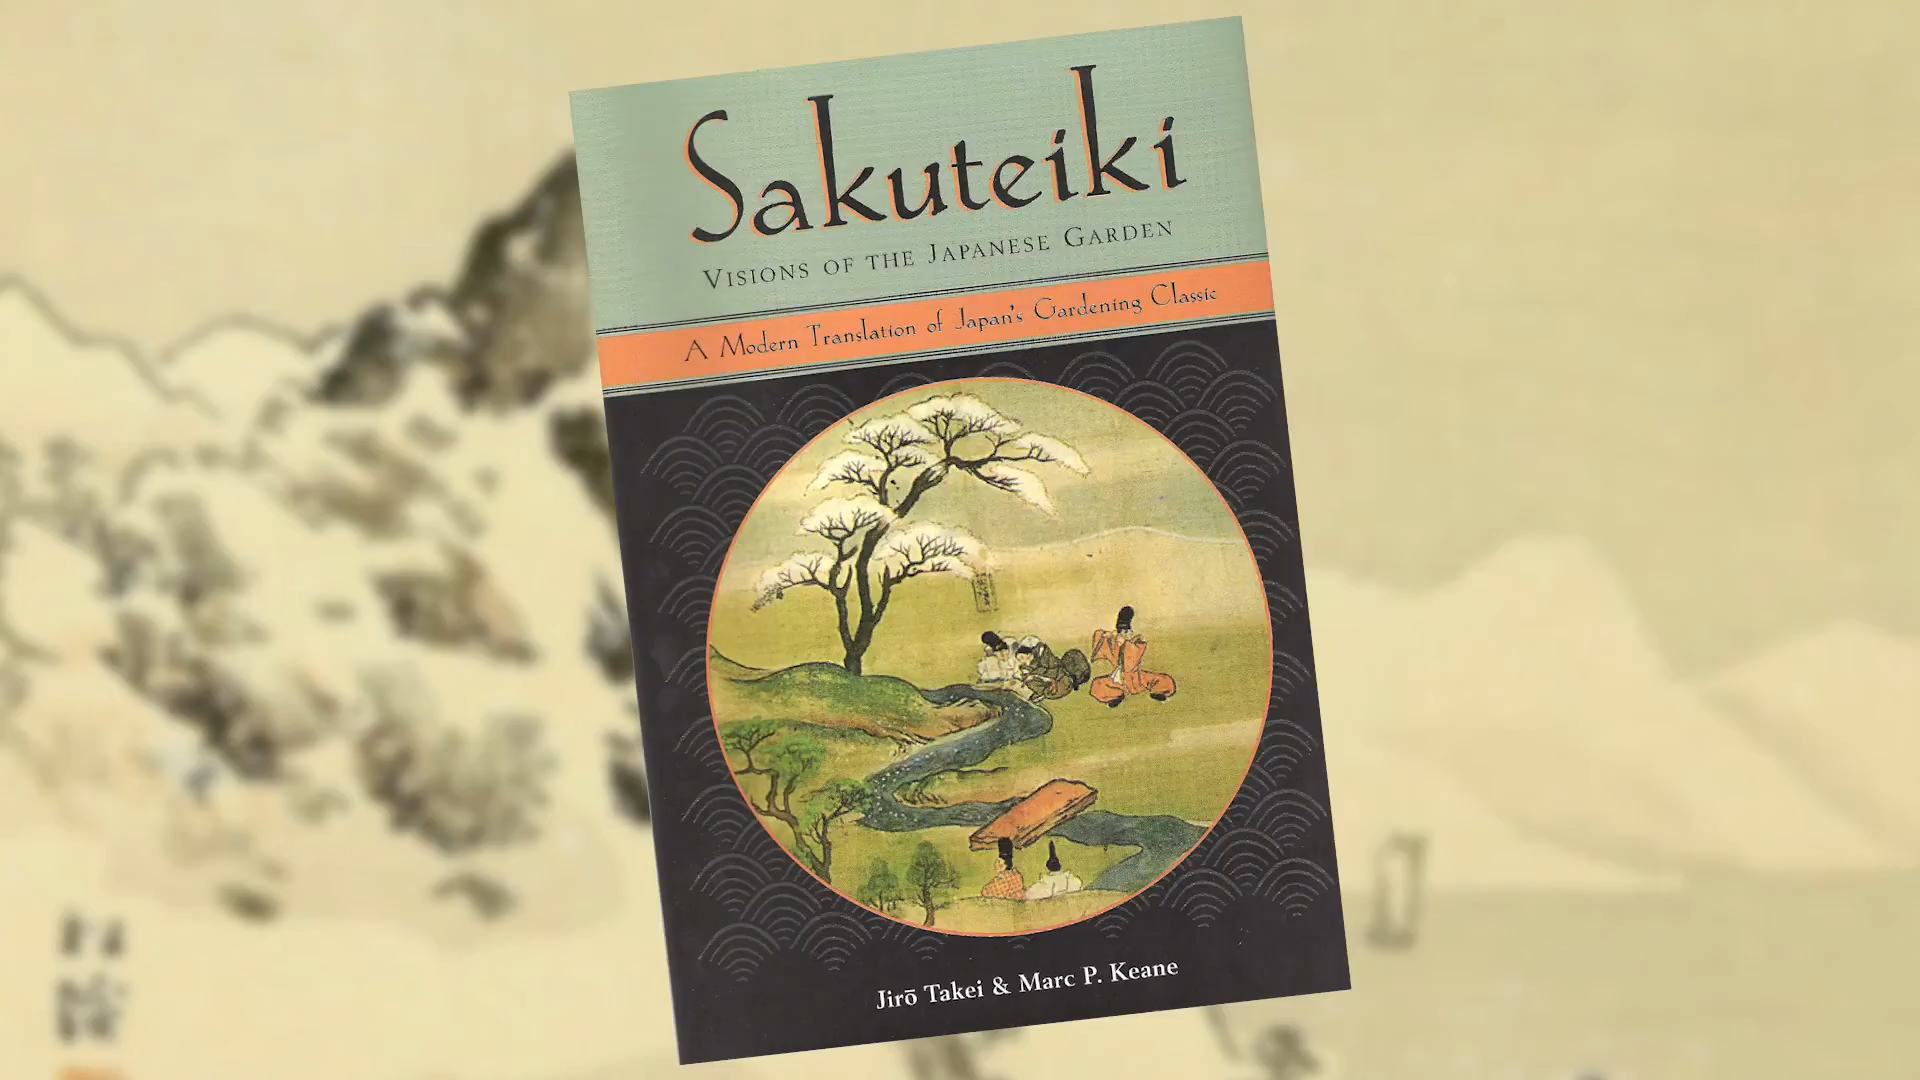 Sakuteiki
VISIONS OF THE JAPANESE GARDEN
A Modern Translation of Japan's Gardening Classic
Jirō Takei & Marc P. Keane